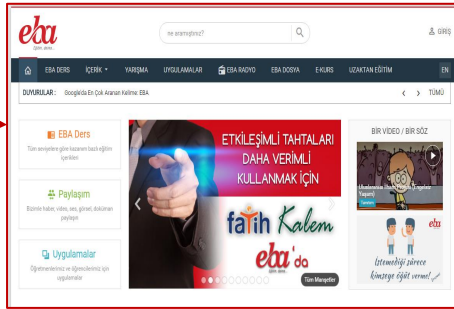 eba
ne aramıştınız?
GİRİŞ
EBA DERS İÇERİK YARIŞMA UYGULAMALAR EBA RADYO EBA DOSYA E-KURS UZAKTAN EĞİTİM EN
DUYURULAR : Google'da En Çok Aranan Kelime: EBA TÜMÜ
EBA Ders
Tüm seviyelere göre kazanım bazlı eğitim
içerikleri
Paylaşım
Bizimle haber, video, ses, görsel, doküman
paylaşın
Uygulamalar
Öğretmenlerimiz ve öğrencilerimiz için
uygulamalar
ETKİLEŞİMLİ TAHTALARI
DAHA VERİMLİ
KULLANMAK İÇİN
fatih Kalem
eba'da
Tüm Manşetler
BİR VİDEO / BİR SÖZ
Yaşam)
eba
İstemediği sürece
kimseye öğüt verme!